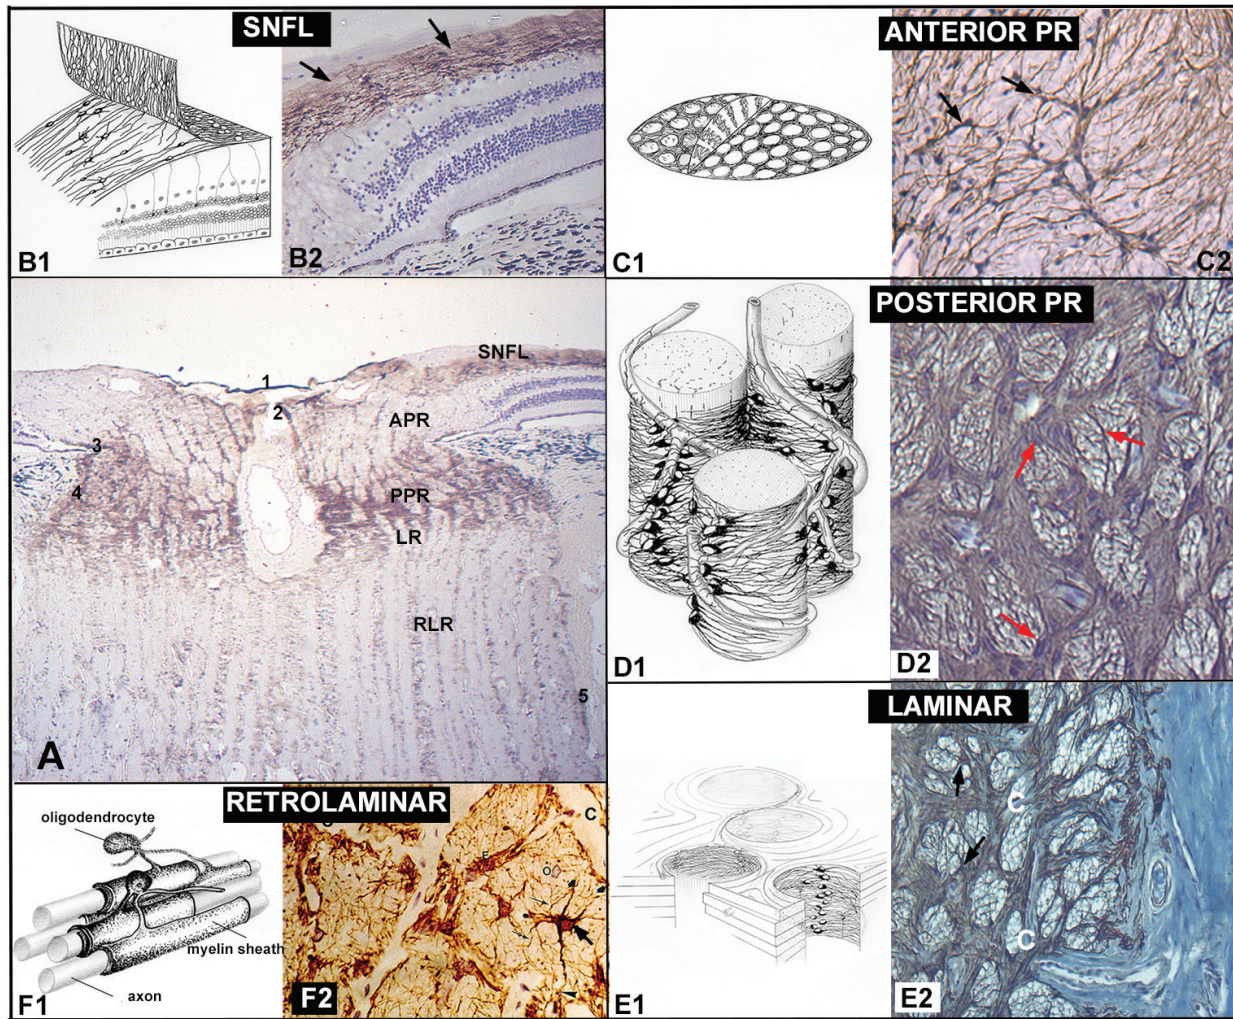 SNFL
B1
B2
ANTERIOR PR
C1
C2
SNFL
1
2
APR
3
4
PPR
LR
RLR
5
A
POSTERIOR PR
D1
D2
RETROLAMINAR
oligodendrocyte
myelin sheath
axon
F1
C
E
O
F2
LAMINAR
E1
C
C
E2